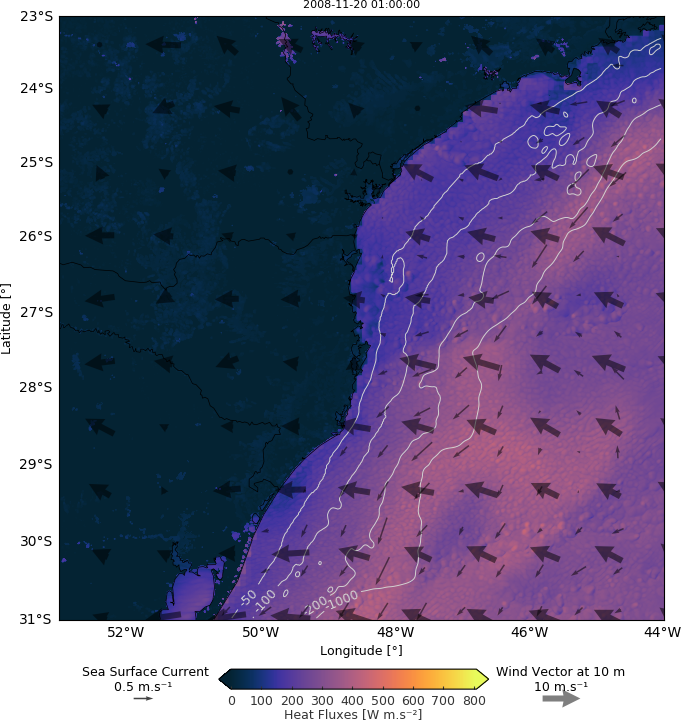 2008-11-20 01:00:00
23°S
24°S
25°S
26°S
27°S
28°S
29°S
30°S
31°S
Latitude [°]
-50
-100
-200
-1000
52°W 50°W 48°W 46°W 44°W
Longitude [°]
Sea Surface Current
0.5 m.s⁻¹
0 100 200 300 400 500 600 700 800
Heat Fluxes [W m.s⁻²]
Wind Vector at 10 m
10 m.s⁻¹